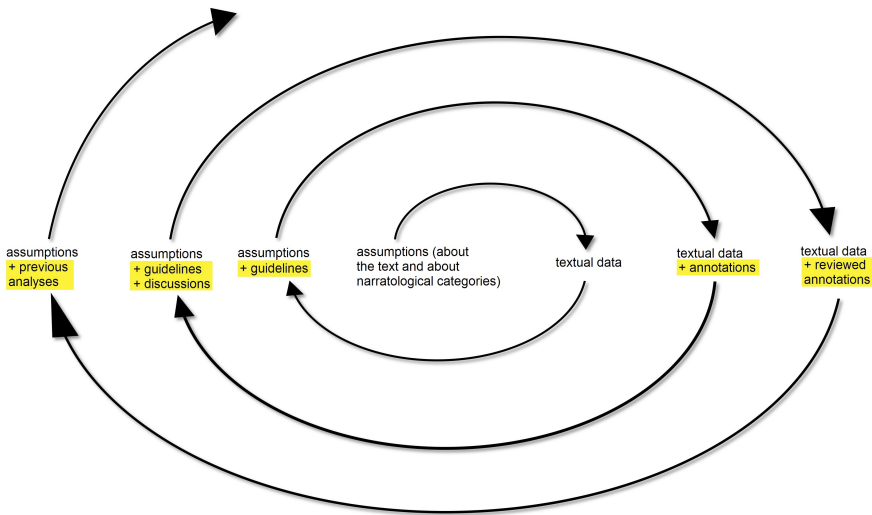 assumptions
+ previous
analyses
assumptions
+ guidelines
+ discussions
assumptions
+ guidelines
assumptions (about
the text and about
narratological categories)
textual data
textual data
+ annotations
textual data
+ reviewed
annotations